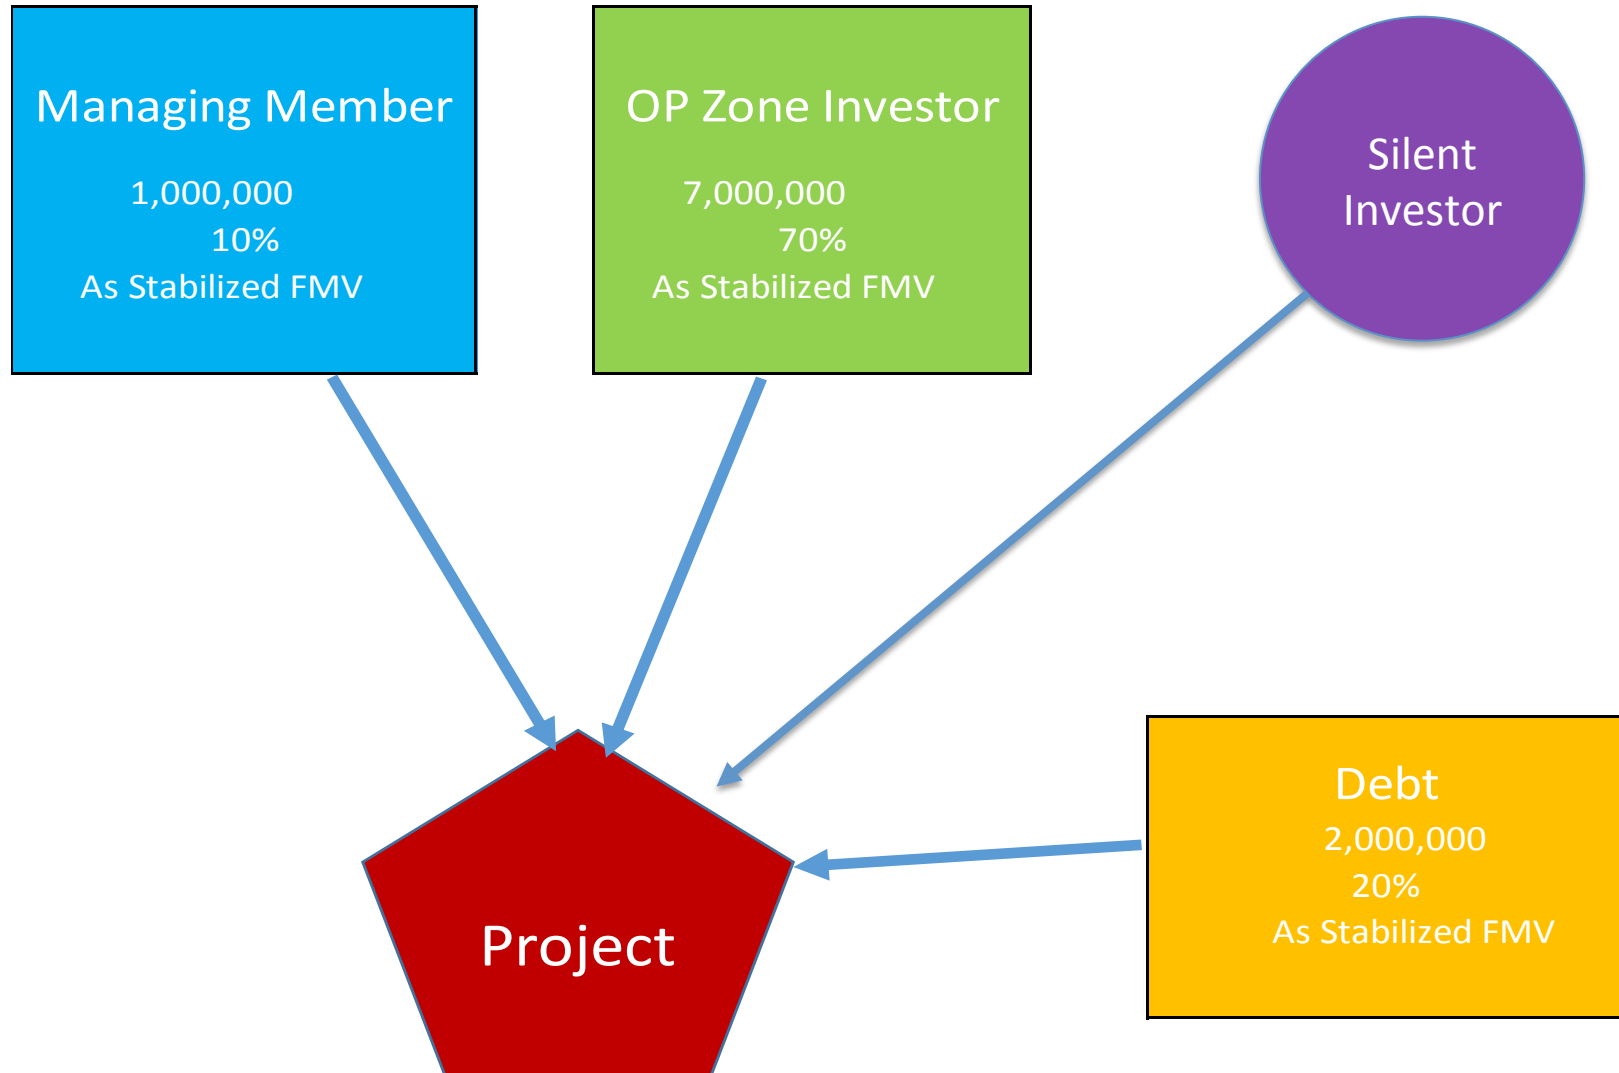 Managing Member
1,000,000
10%
As Stabilized FMV
OP Zone Investor
7,000,000
70%
As Stabilized FMV
Silent
Investor
Debt
2,000,000
20%
As Stabilized FMV
Project